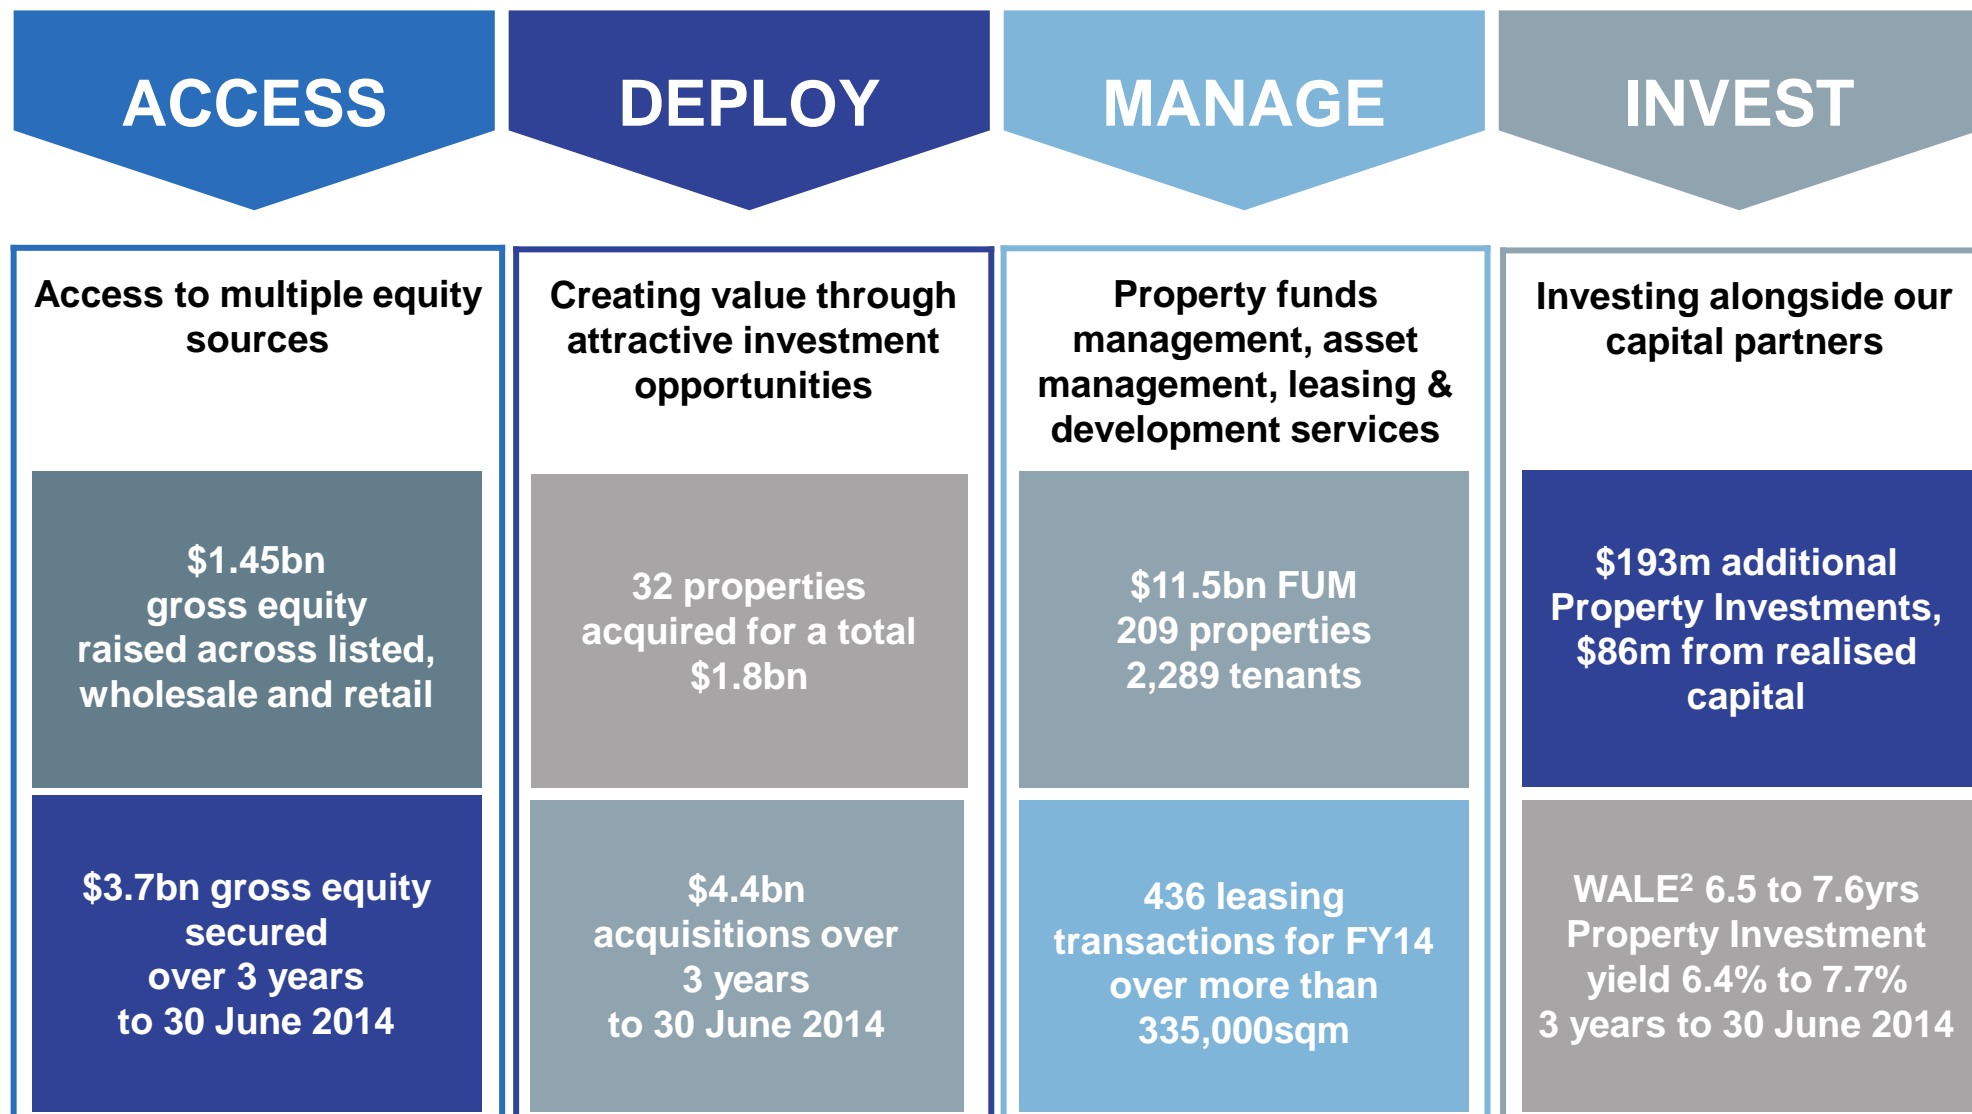 ACCESS
Access to multiple equity
sources
$1.45bn
gross equity
raised across listed,
wholesale and retail
$3.7bn gross equity
secured
over 3 years
to 30 June 2014
DEPLOY
Creating value through
attractive investment
opportunities
32 properties
acquired for a total
$1.8bn
$4.4bn
acquisitions over
3 years
to 30 June 2014
MANAGE
Property funds
management, asset
management, leasing &
development services
$11.5bn FUM
209 properties
2,289 tenants
436 leasing
transactions for FY14
over more than
335,000sqm
INVEST
Investing alongside our
capital partners
$193m additional
Property Investments,
$86m from realised
capital
WALE² 6.5 to 7.6yrs
Property Investment
yield 6.4% to 7.7%
3 years to 30 June 2014